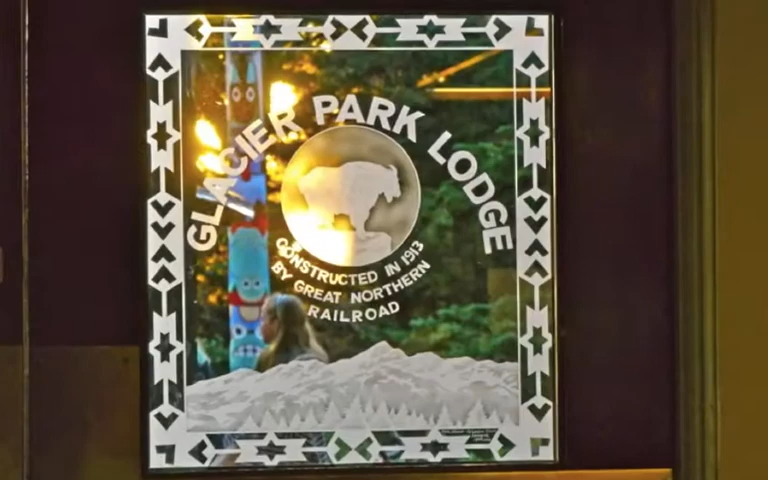 GLACIER PARK LODGE
CONSTRUCTED IN 1913
BY GREAT NORTHERN
RAILROAD